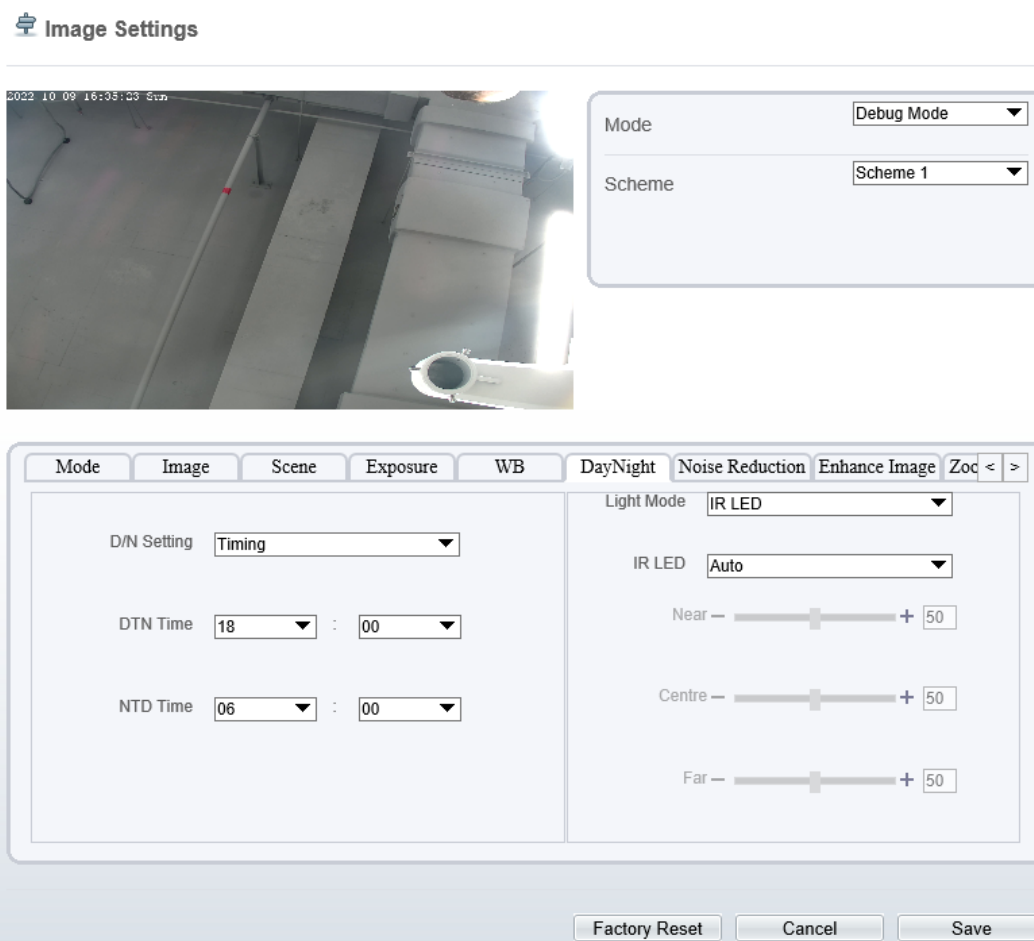 Image Settings
2022 10 09 16:35:23 Sun
Mode
Debug Mode
Scheme
Scheme 1
Mode Image Scene Exposure WB DayNight Noise Reduction Enhance Image Zoo < >
D/N Setting
Timing
DTN Time
18 : 00
NTD Time
06 : 00
Light Mode
IR LED
IR LED
Auto
Near − + 50
Centre − + 50
Far − + 50
Factory Reset Cancel Save